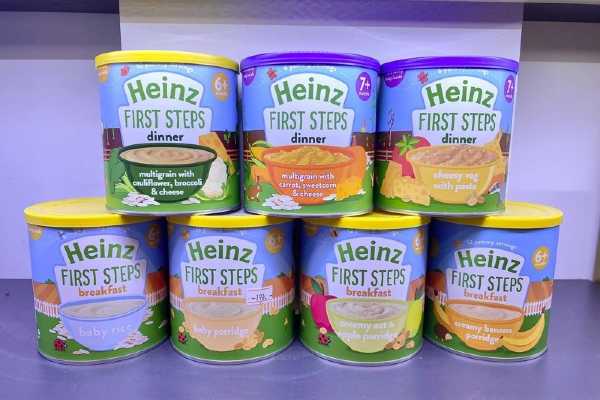 Heinz
6+
FIRST STEPS
dinner
multigrain with
cauliflower, broccoli
& cheese
Heinz
7+
FIRST STEPS
dinner
multigrain with
carrot, sweetcorn
& cheese
Heinz
7+
FIRST STEPS
dinner
cheesy veg
with pasta
Heinz
FIRST STEPS
breakfast
baby rice
Heinz
FIRST STEPS
breakfast
baby porridge
Heinz
FIRST STEPS
breakfast
creamy oat &
apple porridge
12 yummy servings
Heinz
6+
FIRST STEPS
breakfast
creamy banana
porridge